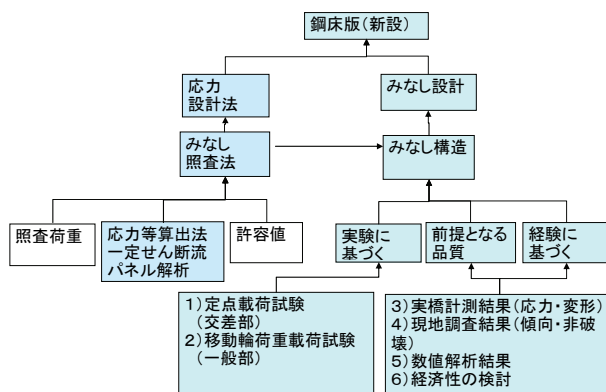 鋼床版(新設)
応力
設計法
みなし設計
みなし
照査法
みなし構造
照査荷重
応力等算出法
一定せん断流
パネル解析
許容値
実験に
基づく
前提となる
品質
経験に
基づく
1)定点載荷試験
(交差部)
2)移動輪荷重載荷試験
(一般部)
3)実橋計測結果(応力・変形)
4)現地調査結果(傾向・非破
壊)
5)数値解析結果
6)経済性の検討